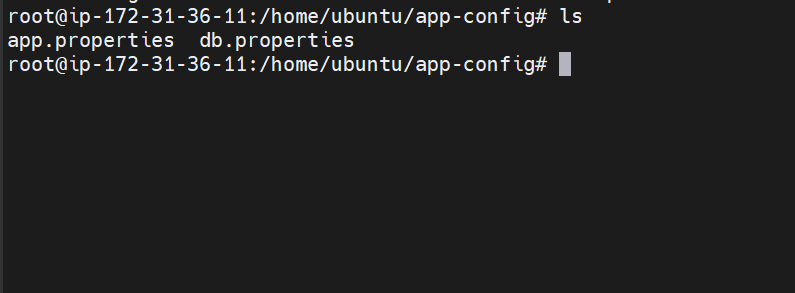 root@ip-172-31-36-11:/home/ubuntu/app-config# ls
app.properties  db.properties
root@ip-172-31-36-11:/home/ubuntu/app-config#